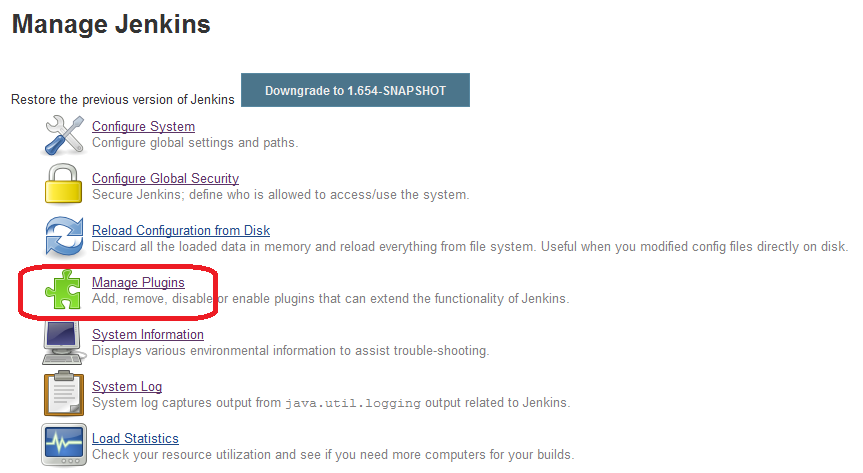 Manage Jenkins
Restore the previous version of Jenkins Downgrade to 1.654-SNAPSHOT
Configure System
Configure global settings and paths.
Configure Global Security
Secure Jenkins; define who is allowed to access/use the system.
Reload Configuration from Disk
Discard all the loaded data in memory and reload everything from file system. Useful when you modified config files directly on disk.
Manage Plugins
Add, remove, disable or enable plugins that can extend the functionality of Jenkins.
System Information
Displays various environmental information to assist trouble-shooting.
System Log
System log captures output from java.util.logging output related to Jenkins.
Load Statistics
Check your resource utilization and see if you need more computers for your builds.